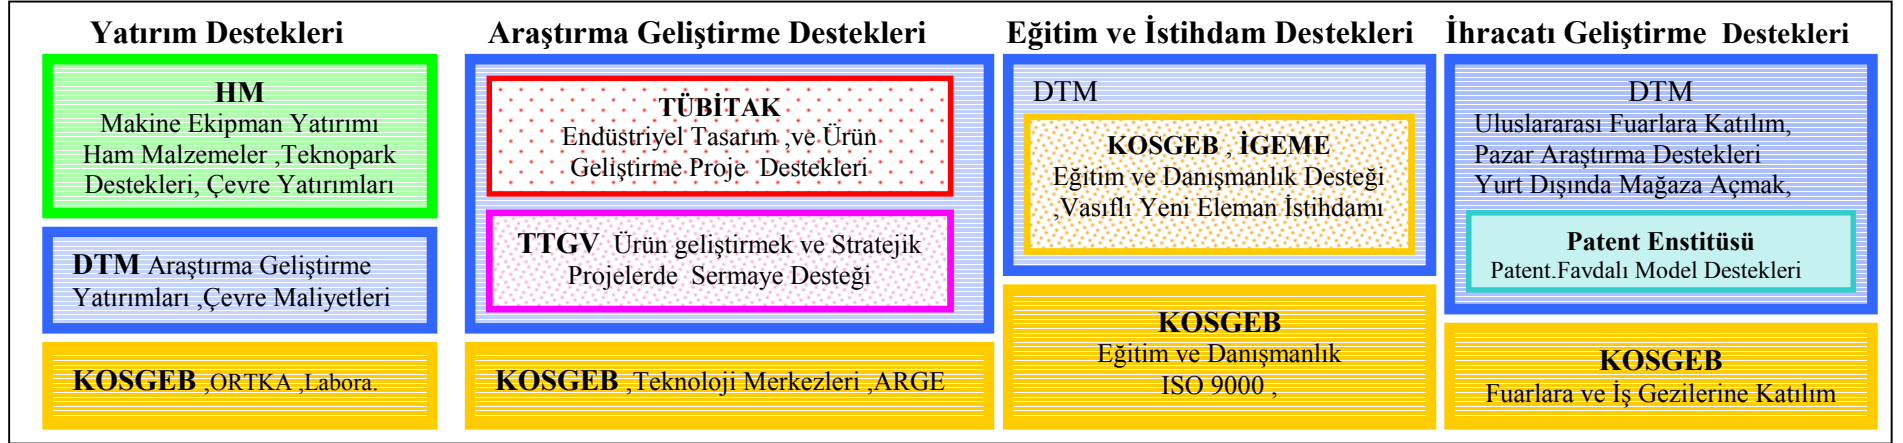 Yatırım Destekleri
HM
Makine Ekipman Yatırımı
Ham Malzemeler ,Teknopark
Destekleri, Çevre Yatırımları
DTM Araştırma Geliştirme
Yatırımları ,Çevre Maliyetleri
KOSGEB ,ORTKA ,Labora.
Araştırma Geliştirme Destekleri
TÜBİTAK
Endüstriyel Tasarım ,ve Ürün
Geliştirme Proje Destekleri
TTGV Ürün geliştirmek ve Stratejik
Projelerde Sermaye Desteği
KOSGEB ,Teknoloji Merkezleri ,ARGE
Eğitim ve İstihdam Destekleri
DTM
KOSGEB , İGEME
Eğitim ve Danışmanlık Desteği
,Vasıflı Yeni Eleman İstihdamı
KOSGEB
Eğitim ve Danışmanlık
ISO 9000 ,
İhracatı Geliştirme Destekleri
DTM
Uluslararası Fuarlara Katılım,
Pazar Araştırma Destekleri
Yurt Dışında Mağaza Açmak,
Patent Enstitüsü
Patent.Favdalı Model Destekleri
KOSGEB
Fuarlara ve İş Gezilerine Katılım